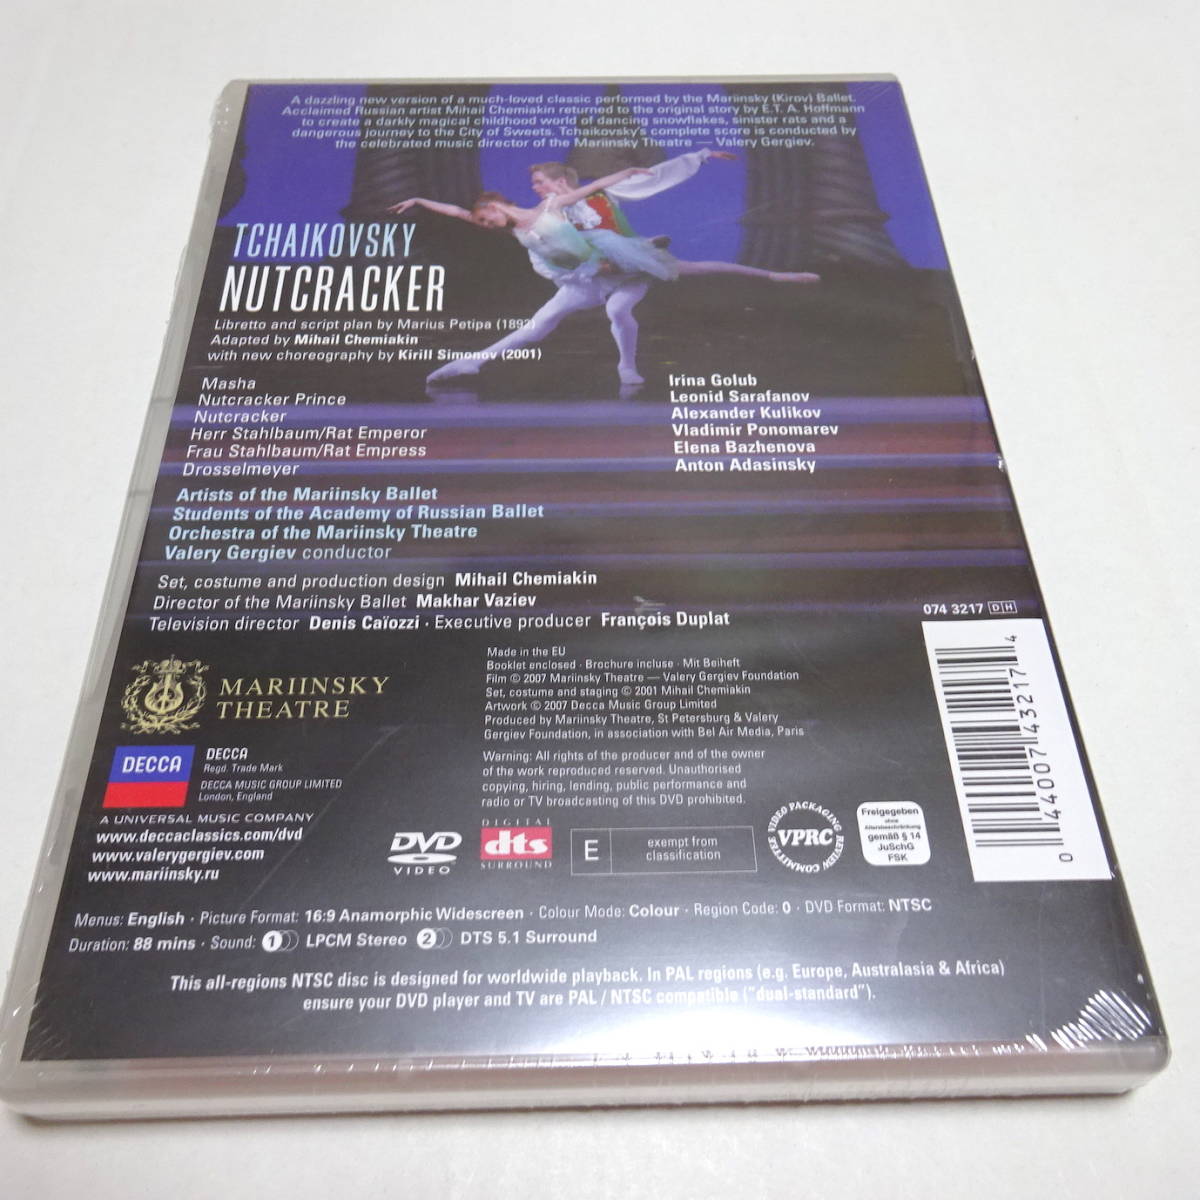 A dazzling new version of a much-loved classic performed by the Mariinsky (Kirov) Ballet.
Acclaimed Russian artist Mihail Chemiakin returned to the original story by E.T. A. Hoffmann
to create a darkly magical childhood world of dancing snowflakes, sinister rats and a
dangerous journey to the City of Sweets. Tchaikovsky's complete score is conducted by
the celebrated music director of the Mariinsky Theatre — Valery Gergiev.
TCHAIKOVSKY
NUTCRACKER
Libretto and script plan by Marius Petipa (1892)
Adapted by Mihail Chemiakin
with new choreography by Kirill Simonov (2001)
Masha Irina Golub
Nutcracker Prince Leonid Sarafanov
Nutcracker Alexander Kulikov
Herr Stahlbaum/Rat Emperor Vladimir Ponomarev
Frau Stahlbaum/Rat Empress Elena Bazhenova
Drosselmeyer Anton Adasinsky
Artists of the Mariinsky Ballet
Students of the Academy of Russian Ballet
Orchestra of the Mariinsky Theatre
Valery Gergiev conductor
Set, costume and production design Mihail Chemiakin
Director of the Mariinsky Ballet Makhar Vaziev
Television director Denis Caïozzi · Executive producer François Duplat
074 3217 DH
0 44007 43217 4
MARIINSKY
THEATRE
Made in the EU
Booklet enclosed · Brochure incluse · Mit Beiheft
Film ℗ 2007 Mariinsky Theatre — Valery Gergiev Foundation
Set, costume and staging © 2001 Mihail Chemiakin
Artwork © 2007 Decca Music Group Limited
Produced by Mariinsky Theatre, St Petersburg & Valery
Gergiev Foundation, in association with Bel Air Media, Paris
Warning: All rights of the producer and of the owner
of the work reproduced reserved. Unauthorised
copying, hiring, lending, public performance and
radio or TV broadcasting of this DVD prohibited.
DECCA
DECCA
Regd. Trade Mark
DECCA MUSIC GROUP LIMITED
London, England
A UNIVERSAL MUSIC COMPANY
www.deccaclassics.com/dvd
www.valerygergiev.com
www.mariinsky.ru
DVD
VIDEO
DIGITAL
dts
SURROUND
E exempt from
classification
VIDEO PACKAGING REVIEW COMMITTEE
VPRC
Freigegeben
ohne
Altersbeschränkung
gemäß § 14
JuSchG
FSK
Menus: English · Picture Format: 16:9 Anamorphic Widescreen · Colour Mode: Colour · Region Code: 0 · DVD Format: NTSC
Duration: 88 mins · Sound: 1 LPCM Stereo 2 DTS 5.1 Surround
This all-regions NTSC disc is designed for worldwide playback. In PAL regions (e.g. Europe, Australasia & Africa)
ensure your DVD player and TV are PAL / NTSC compatible ("dual-standard").